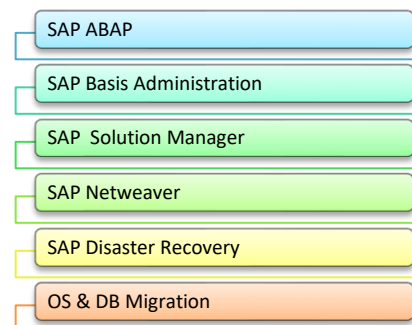 SAP ABAP
SAP Basis Administration
SAP  Solution Manager
SAP Netweaver
SAP Disaster Recovery
OS & DB Migration